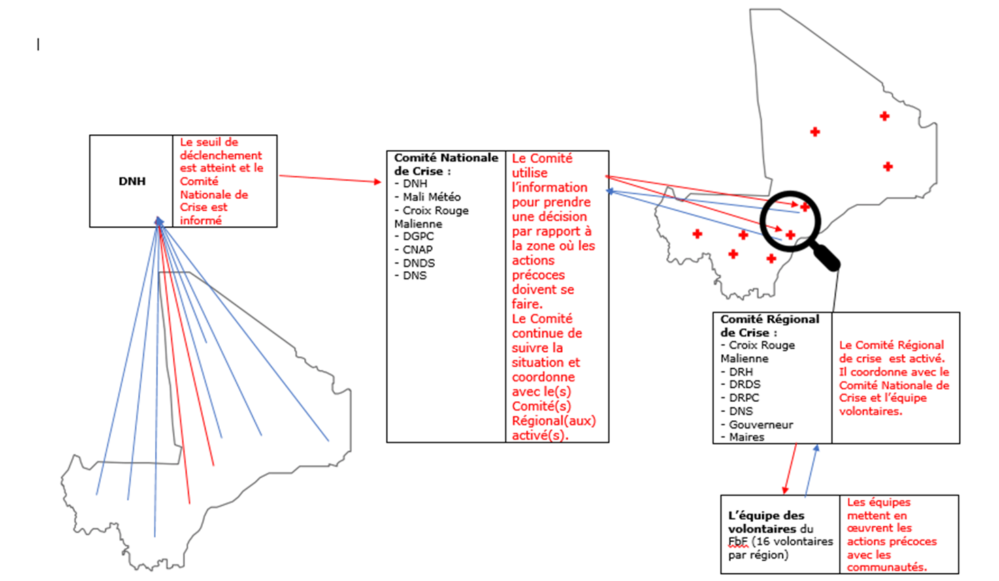 DNH
Le seuil de
déclenchement
est atteint et le
Comité
Nationale de
Crise est
informé
Comité Nationale
de Crise :
- DNH
- Mali Météo
- Croix Rouge
Malienne
- DGPC
- CNAP
- DNDS
- DNS
Le Comité
utilise
l’information
pour prendre
une décision
par rapport à
la zone où les
actions
précoces
doivent se
faire.
Le Comité
continue de
suivre la
situation et
coordonne
avec le(s)
Comité(s)
Régional(aux)
activé(s).
Comité Régional
de Crise :
- Croix Rouge
Malienne
- DRH
- DRDS
- DRPC
- DNS
- Gouverneur
- Maires
Le Comité Régional
de crise est activé.
Il coordonne avec le
Comité Nationale de
Crise et l’équipe
volontaires.
L’équipe des
volontaires du
FbF (16 volontaires
par région)
Les équipes
mettent en
œuvrent les
actions précoces
avec les
communautés.